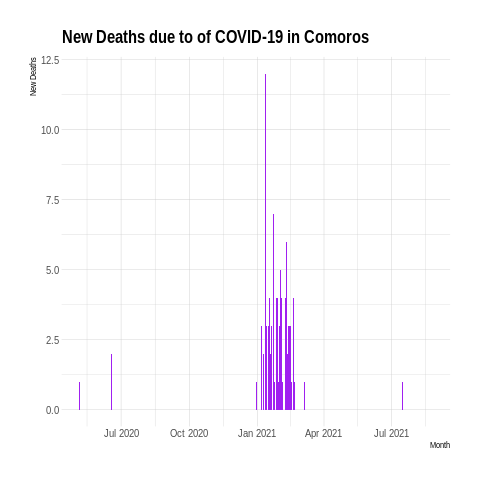 New Deaths due to of COVID-19 in Comoros
New Deaths
12.5
10.0
7.5
5.0
2.5
0.0
Jul 2020 Oct 2020 Jan 2021 Apr 2021 Jul 2021
Month